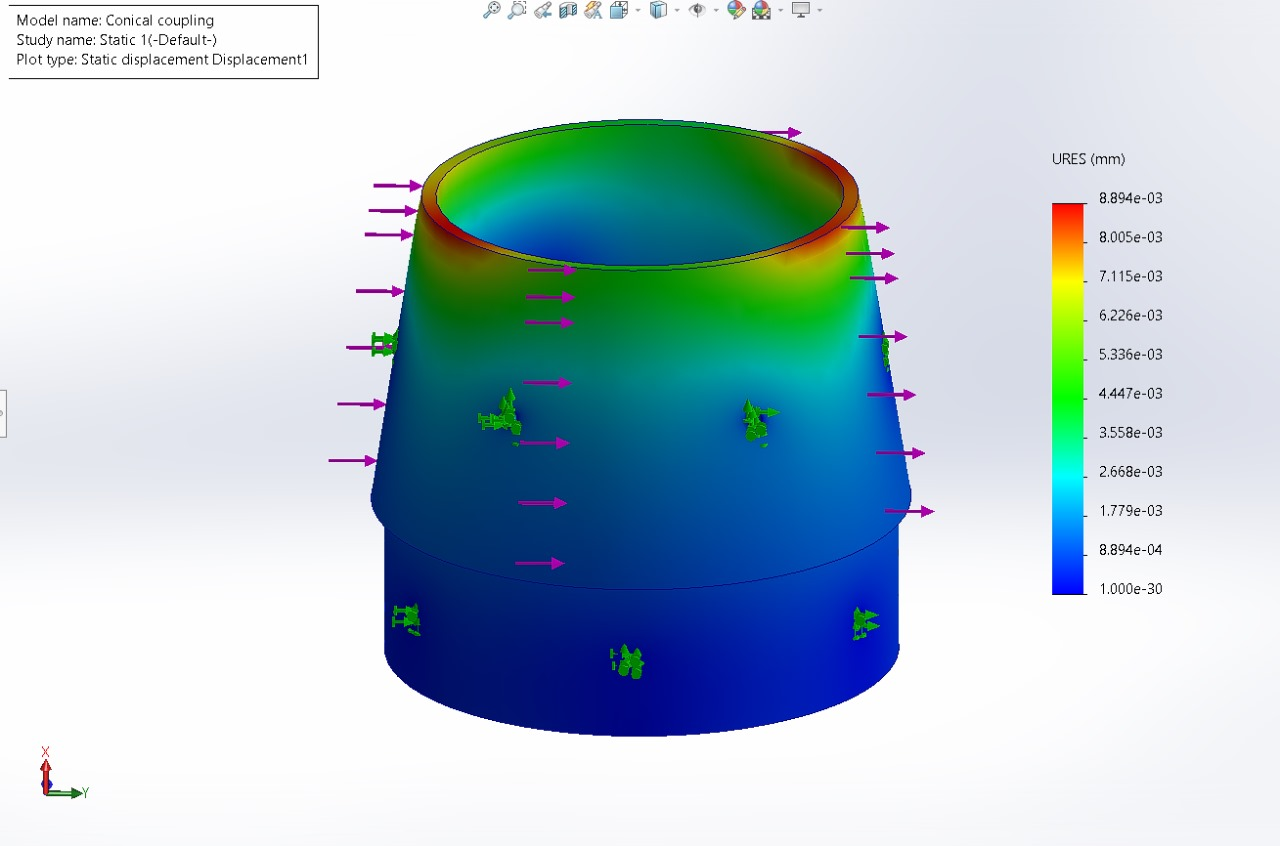 Model name: Conical coupling
Study name: Static 1(-Default-)
Plot type: Static displacement Displacement1
URES (mm)
8.894e-03
8.005e-03
7.115e-03
6.226e-03
5.336e-03
4.447e-03
3.558e-03
2.668e-03
1.779e-03
8.894e-04
1.000e-30
X
Y